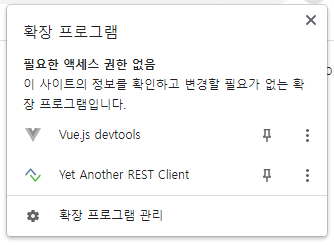 확장 프로그램
필요한 액세스 권한 없음
이 사이트의 정보를 확인하고 변경할 필요가 없는 확
장 프로그램입니다.
Vue.js devtools
Yet Another REST Client
확장 프로그램 관리